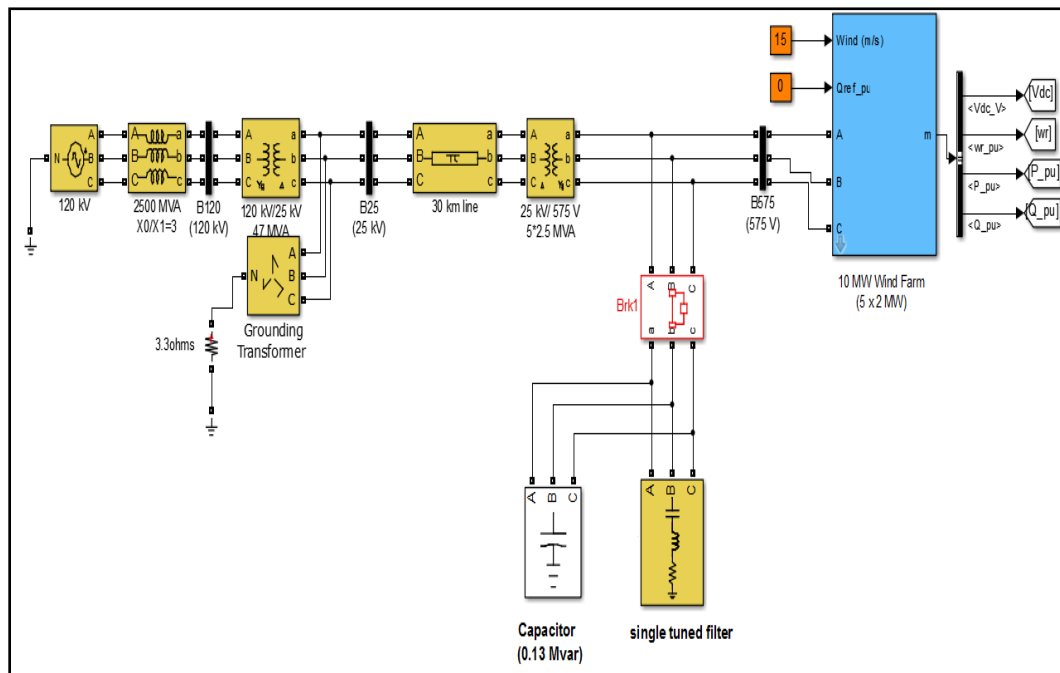 15
Wind (m/s)
0
Qref_pu
A
B
C
m
[Vdc]
<Vdc_V>
[wr]
<wr_pu>
[P_pu]
<P_pu>
[Q_pu]
<Q_pu>
10 MW Wind Farm
(5 x 2 MW)
N
A
B
C
120 kV
A
B
C
a
b
c
2500 MVA
X0/X1=3
B120
(120 kV)
A
B
C
a
b
c
Yg
Δ
120 kV/25 kV
47 MVA
B25
(25 kV)
A
B
C
a
b
c
π
30 km line
A
B
C
a
b
c
Δ
Yg
25 kV/ 575 V
5*2.5 MVA
B575
(575 V)
N
A
B
C
Grounding
Transformer
3.3ohms
Brk1
A
B
C
a
b
c
A
B
C
Capacitor
(0.13 Mvar)
A
B
C
single tuned filter